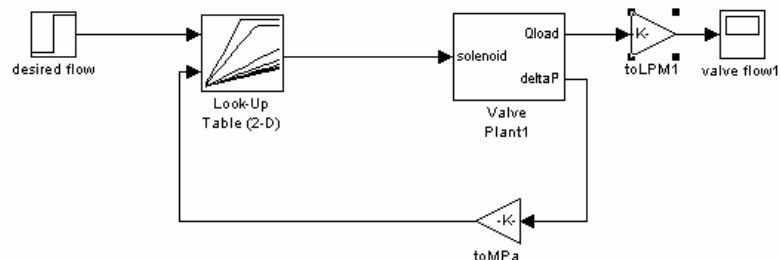 desired flow
Look-Up
Table (2-D)
solenoid
Qload
deltaP
Valve
Plant1
-K-
toLPM1
valve flow1
-K-
toMPa